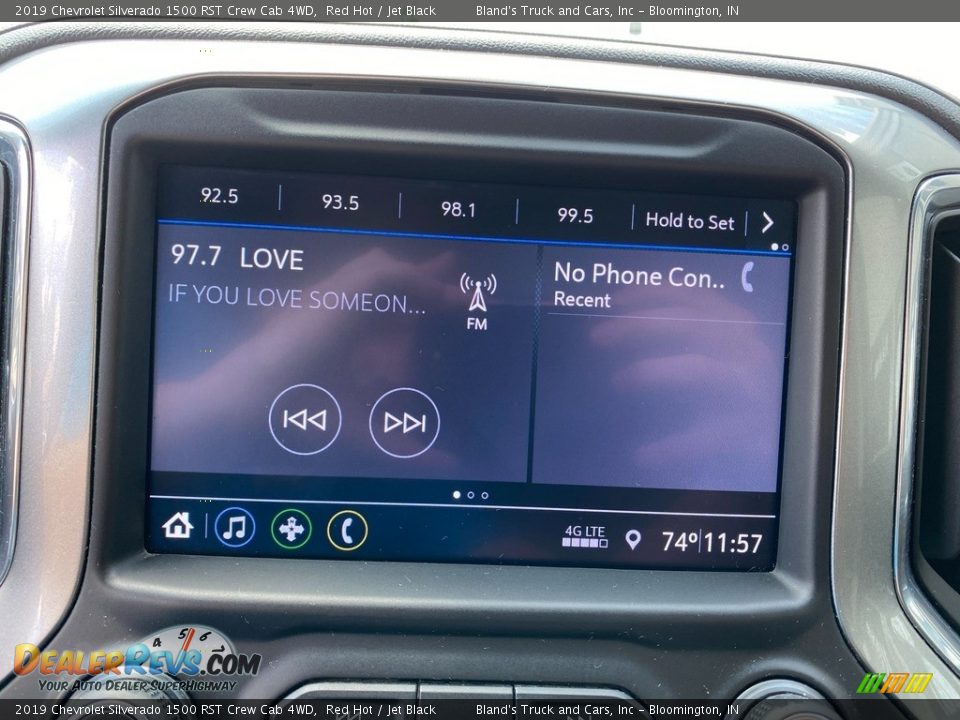 2019 Chevrolet Silverado 1500 RST Crew Cab 4WD, Red Hot / Jet Black Bland's Truck and Cars, Inc - Bloomington, IN
92.5 93.5 98.1 99.5 Hold to Set
97.7 LOVE
IF YOU LOVE SOMEON...
FM
No Phone Con..
Recent
4G LTE
74° 11:57
4 5 6
DealerRevs.com
Your Auto Dealer SuperHighway
2019 Chevrolet Silverado 1500 RST Crew Cab 4WD, Red Hot / Jet Black Bland's Truck and Cars, Inc - Bloomington, IN